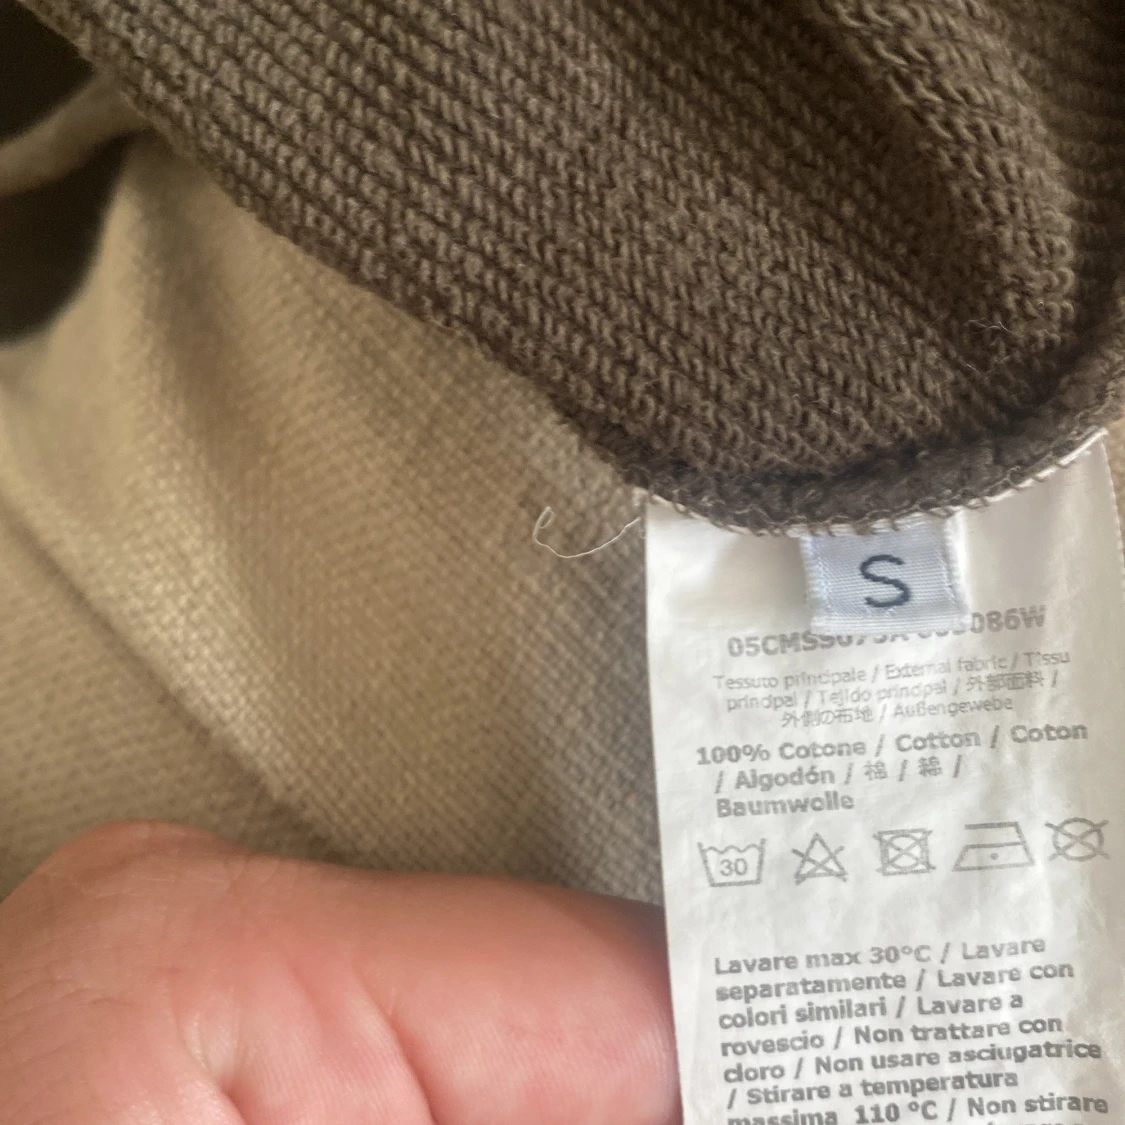 S
086W
Tessuto principale / External fabric / Tissu
principal / Tejido principal / 外部面料 /
外側の布地 / Außengewebe
100% Cotone / Cotton / Coton
/ Algodón / 棉 / 綿 /
Baumwolle
30
Lavare max 30°C / Lavare
separatamente / Lavare con
colori similari / Lavare a
rovescio / Non trattare con
cloro / Non usare asciugatrice
/ Stirare a temperatura
massima 110 °C / Non stirare